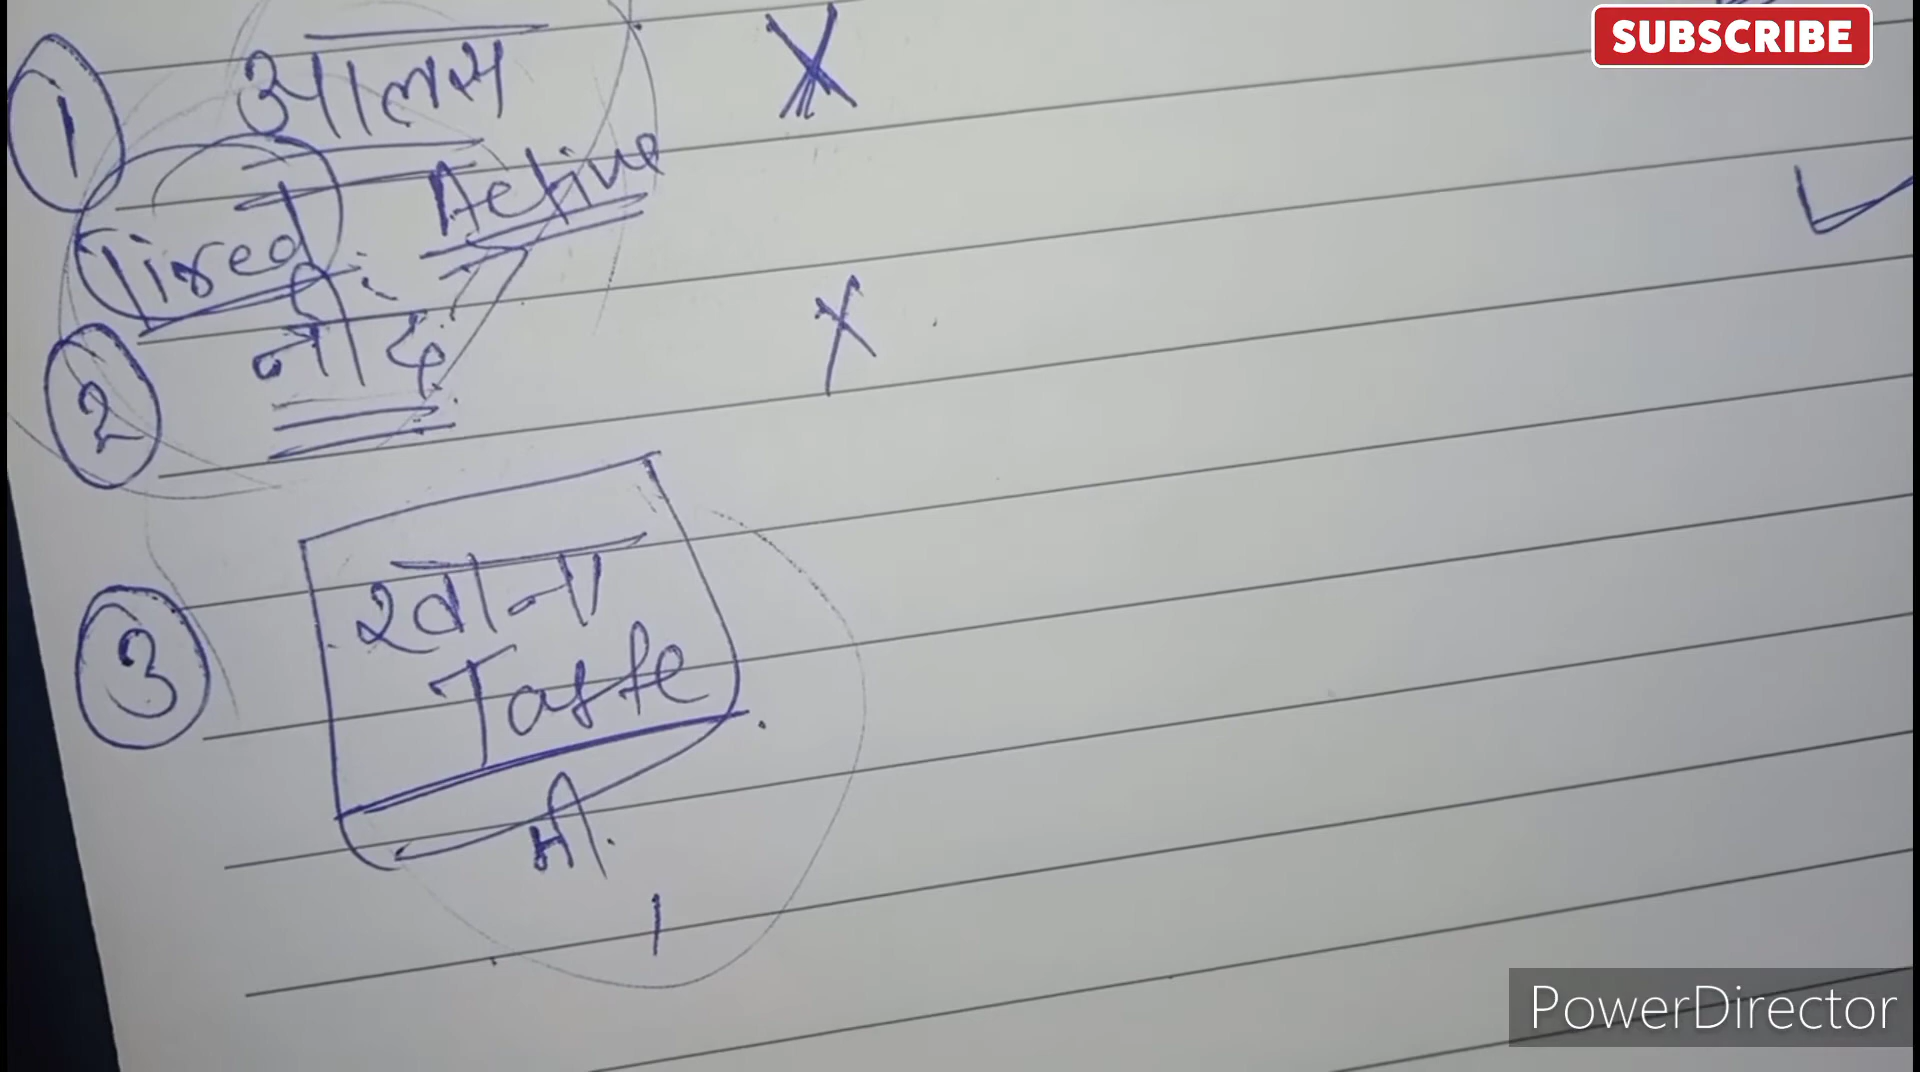 SUBSCRIBE
1 आलस X
Tired Active
2 नींद X
3 खाना
Taste
भी
PowerDirector